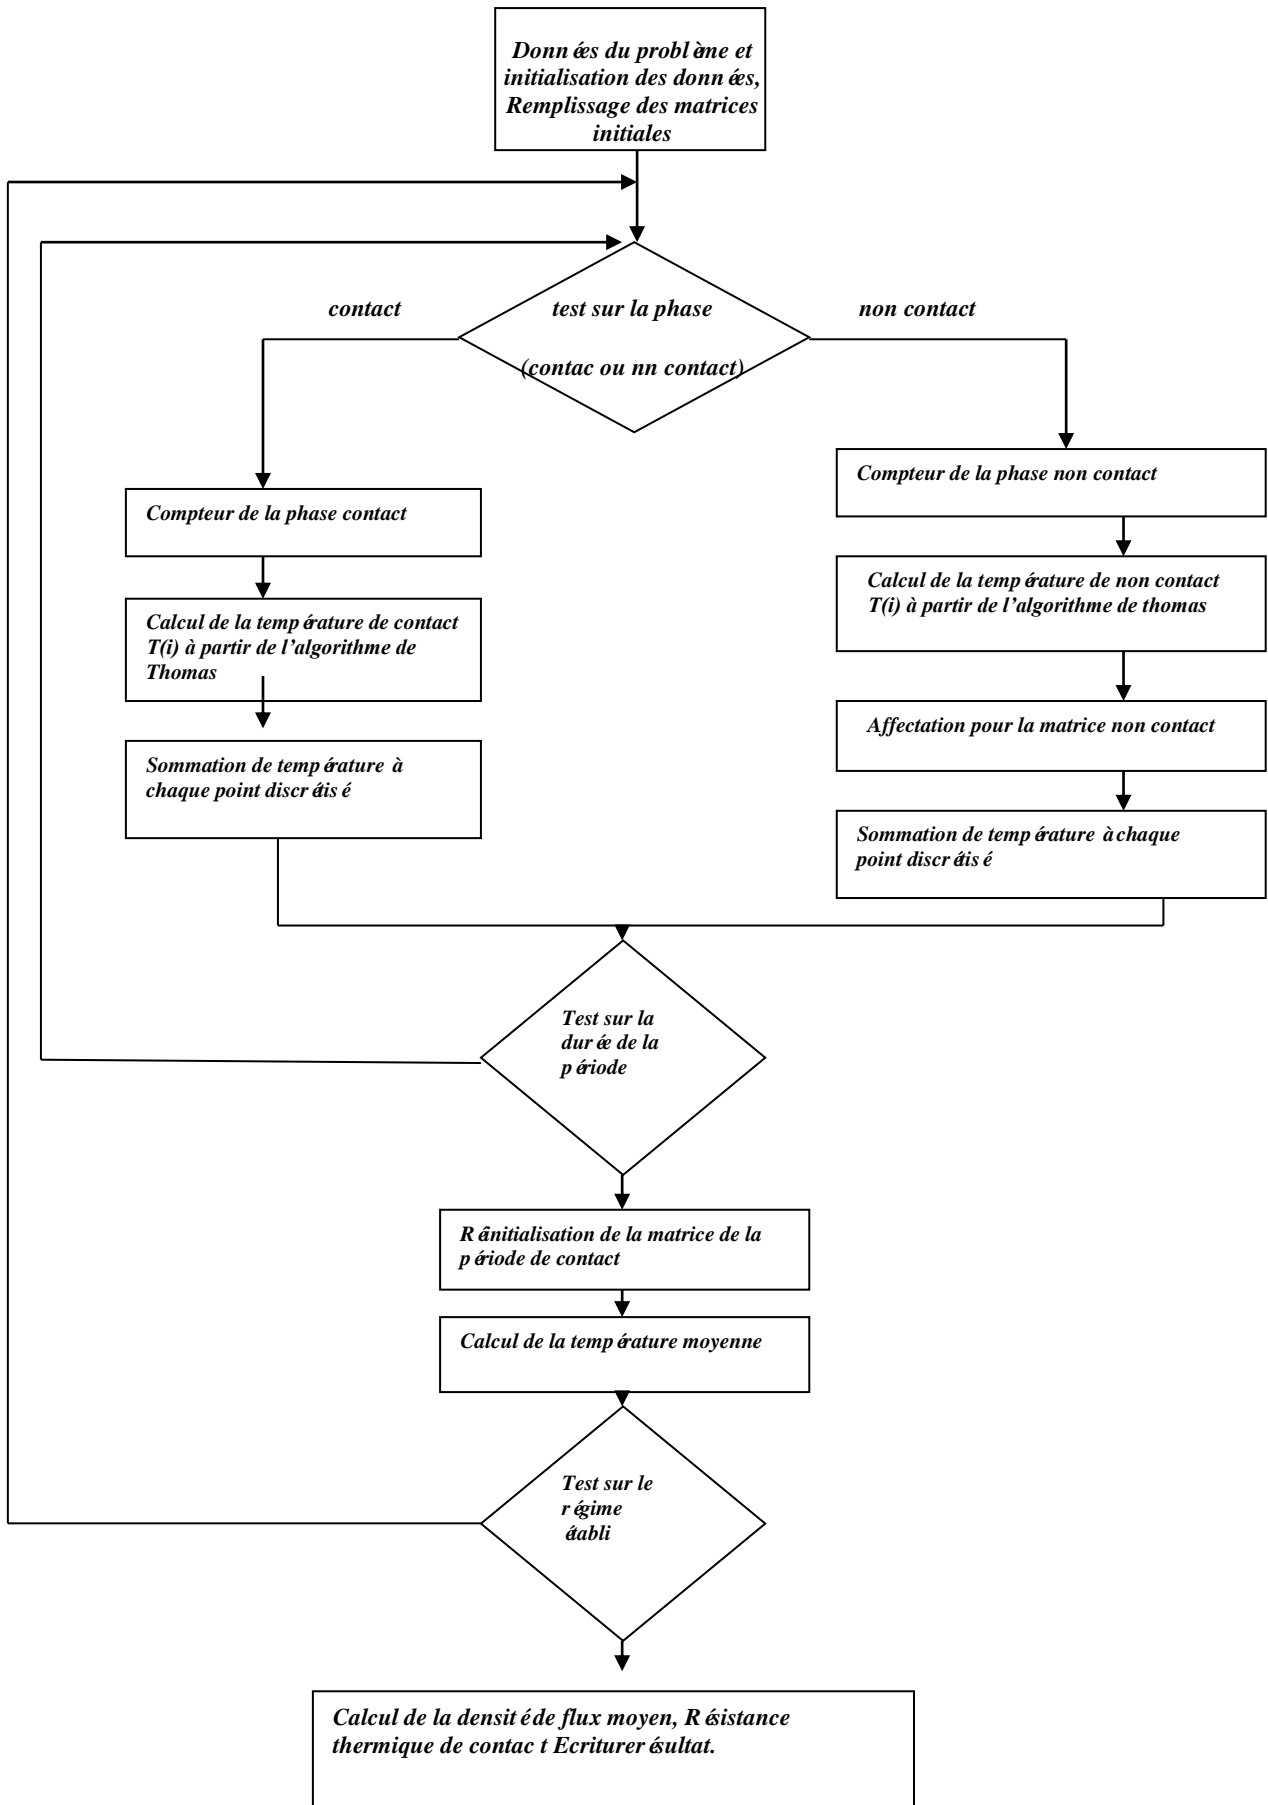 Données du problème et
initialisation des données,
Remplissage des matrices
initiales
contact
test sur la phase
non contact
(contac ou nn contact)
Compteur de la phase non contact
Compteur de la phase contact
Calcul de la température de non contact
T(i) à partir de l'algorithme de thomas
Calcul de la température de contact
T(i) à partir de l'algorithme de
Thomas
Affectation pour la matrice non contact
Sommation de température à
chaque point discrétisé
Sommation de température à chaque
point discrétisé
Test sur la
durée de la
période
Réinitialisation de la matrice de la
période de contact
Calcul de la température moyenne
Test sur le
régime
établi
Calcul de la densité de flux moyen, Résistance
thermique de contac t Ecriturerésultat.